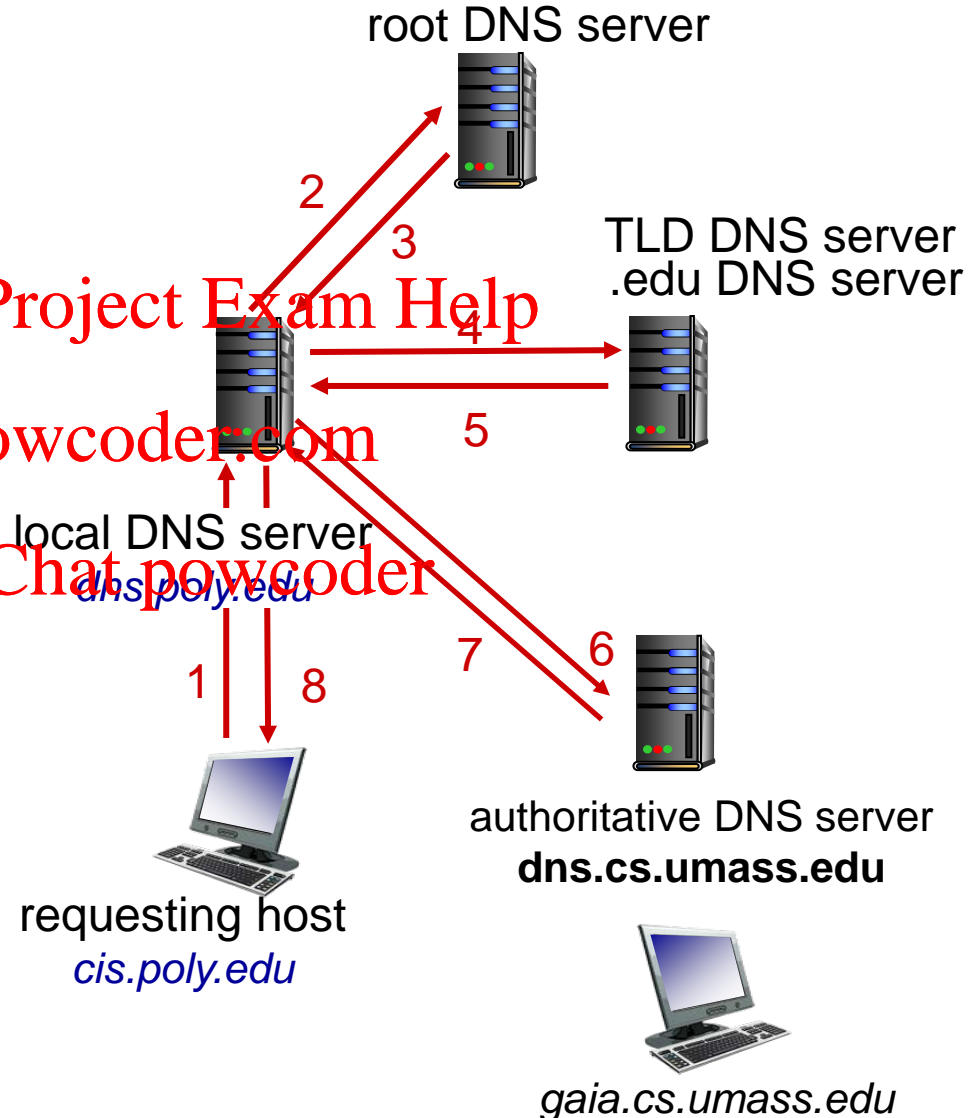 root DNS server
2
3
TLD DNS server
.edu DNS server
Project Exam Help
4
5
powcoder.com
local DNS server
dns.poly.edu
Chat powcoder
1
8
7
6
authoritative DNS server
dns.cs.umass.edu
requesting host
cis.poly.edu
gaia.cs.umass.edu